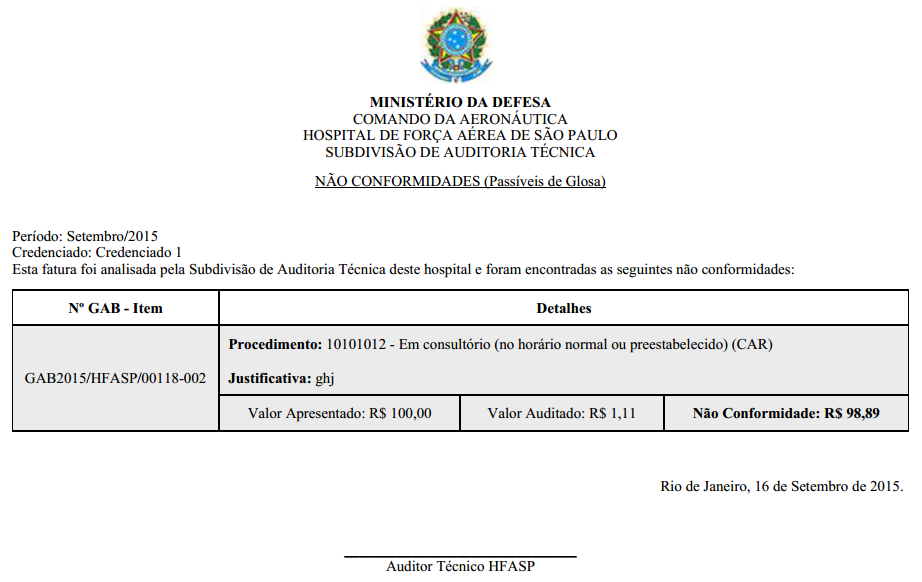 MINISTÉRIO DA DEFESA
COMANDO DA AERONÁUTICA
HOSPITAL DE FORÇA AÉREA DE SÃO PAULO
SUBDIVISÃO DE AUDITORIA TÉCNICA
NÃO CONFORMIDADES (Passíveis de Glosa)
Período: Setembro/2015
Credenciado: Credenciado 1
Esta fatura foi analisada pela Subdivisão de Auditoria Técnica deste hospital e foram encontradas as seguintes não conformidades:
Nº GAB - Item Detalhes
GAB2015/HFASP/00118-002
Procedimento: 10101012 - Em consultório (no horário normal ou preestabelecido) (CAR)
Justificativa: ghj
Valor Apresentado: R$ 100,00 Valor Auditado: R$ 1,11 Não Conformidade: R$ 98,89
Rio de Janeiro, 16 de Setembro de 2015.
Auditor Técnico HFASP